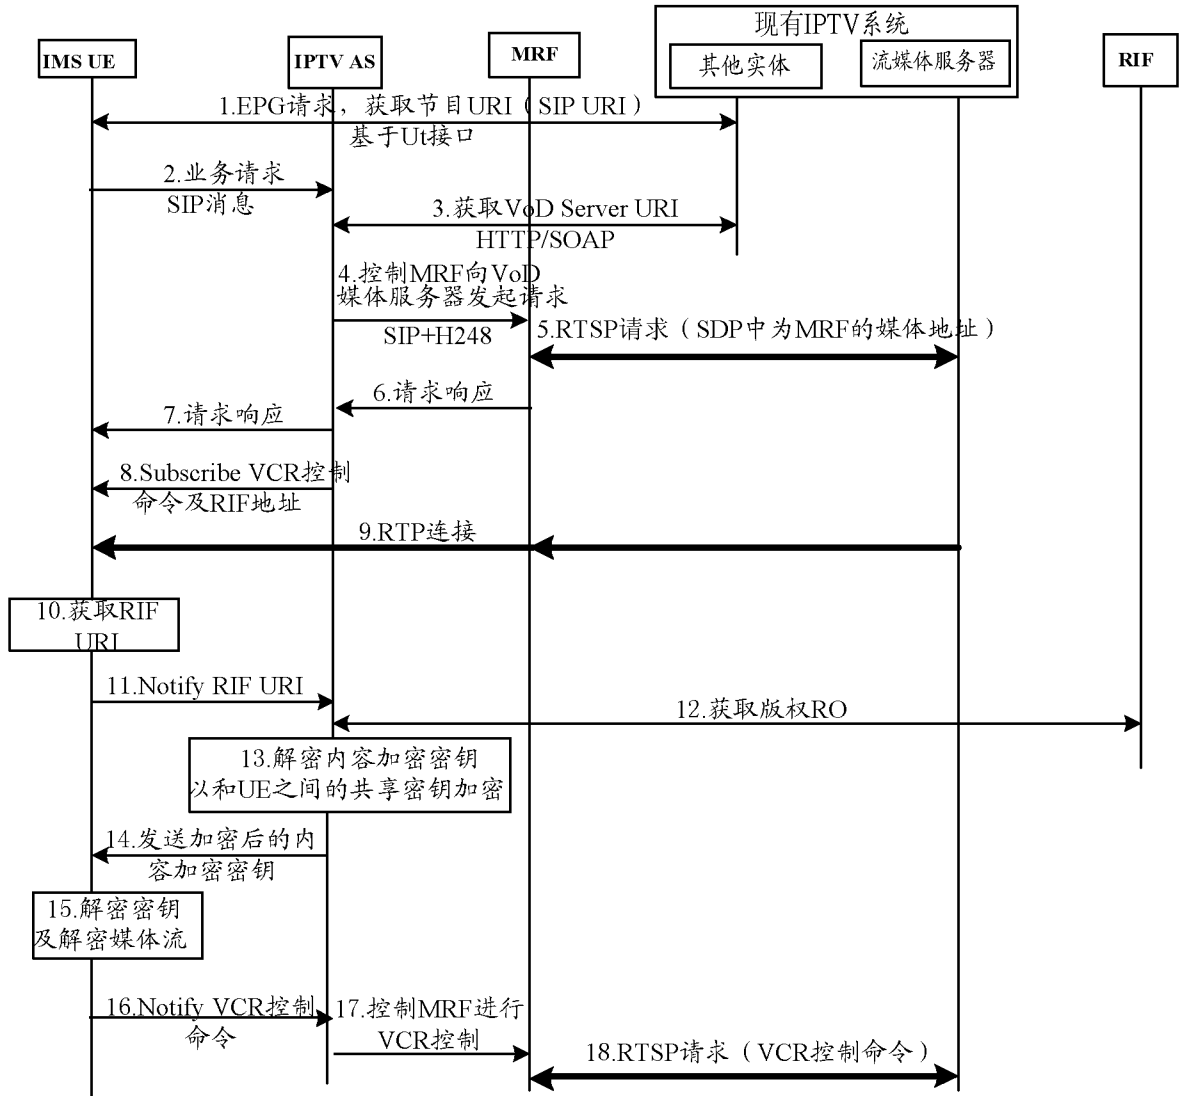 现有IPTV系统
IMS UE
IPTV AS
MRF
其他实体
流媒体服务器
RIF
1.EPG请求，获取节目URI（SIP URI）
基于Ut接口
2.业务请求
SIP消息
3.获取VoD Server URI
HTTP/SOAP
4.控制MRF向VoD
媒体服务器发起请求
SIP+H248
5.RTSP请求（SDP中为MRF的媒体地址）
6.请求响应
7.请求响应
8.Subscribe VCR控制
命令及RIF地址
9.RTP连接
10.获取RIF
URI
11.Notify RIF URI
12.获取版权RO
13.解密内容加密密钥
以和UE之间的共享密钥加密
14.发送加密后的内
容加密密钥
15.解密密钥
及解密媒体流
16.Notify VCR控制
命令
17.控制MRF进行
VCR控制
18.RTSP请求（VCR控制命令）